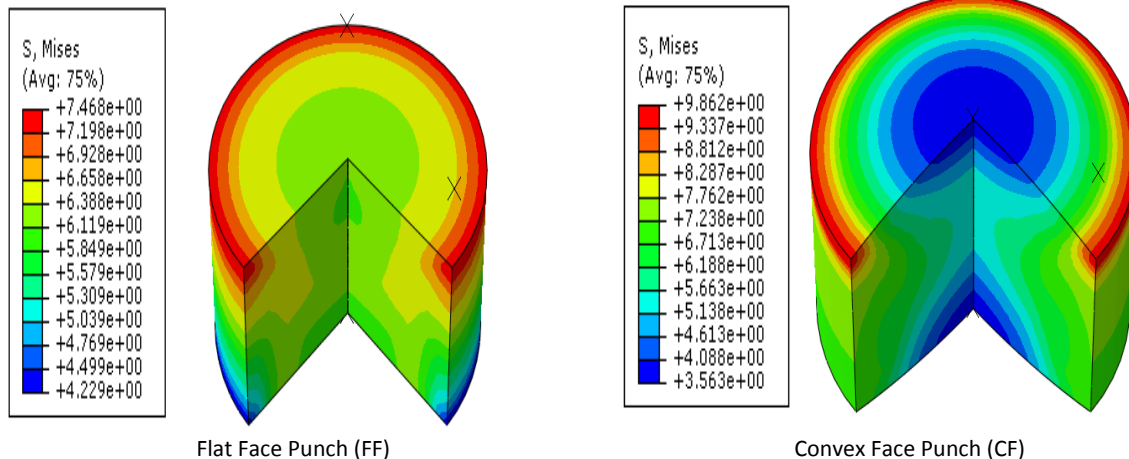 S, Mises
(Avg: 75%)
+7.468e+00
+7.198e+00
+6.928e+00
+6.658e+00
+6.388e+00
+6.119e+00
+5.849e+00
+5.579e+00
+5.309e+00
+5.039e+00
+4.769e+00
+4.499e+00
+4.229e+00
Flat Face Punch (FF)
S, Mises
(Avg: 75%)
+9.862e+00
+9.337e+00
+8.812e+00
+8.287e+00
+7.762e+00
+7.238e+00
+6.713e+00
+6.188e+00
+5.663e+00
+5.138e+00
+4.613e+00
+4.088e+00
+3.563e+00
Convex Face Punch (CF)